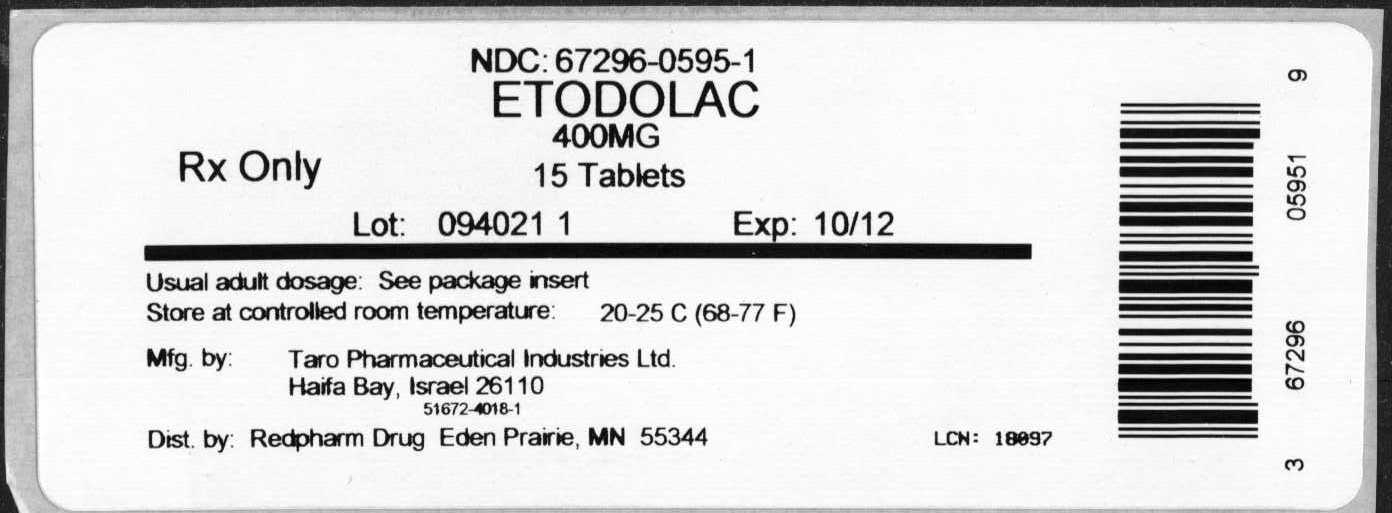 NDC: 67296-0595-1
ETODOLAC
400MG
Rx Only
15 Tablets
Lot: 094021 1 Exp: 10/12
Usual adult dosage: See package insert
Store at controlled room temperature: 20-25 C (68-77 F)
Mfg. by: Taro Pharmaceutical Industries Ltd.
Haifa Bay, Israel 26110
51672-4018-1
Dist. by: Redpharm Drug Eden Prairie, MN 55344
LCN: 18097
3 67296 05951 9